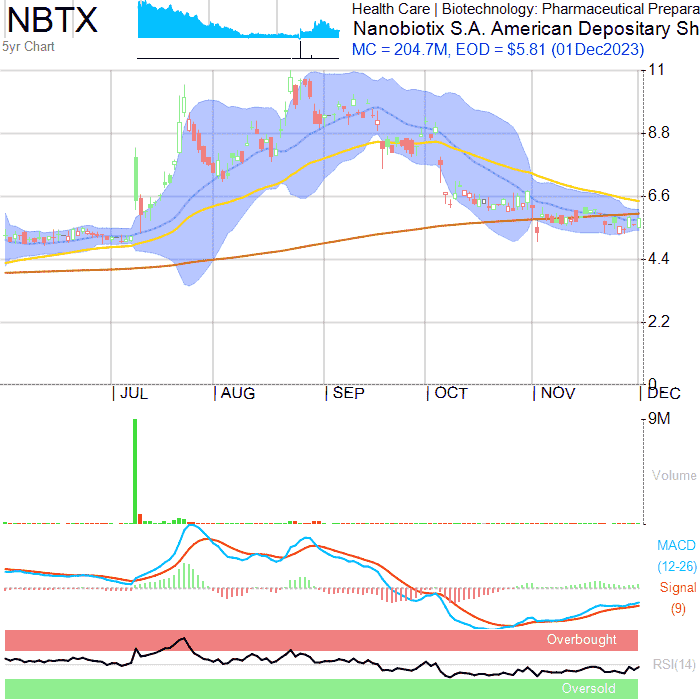 NBTX
5yr Chart
Health Care | Biotechnology: Pharmaceutical Prepara
Nanobiotix S.A. American Depositary Sh
MC = 204.7M, EOD = $5.81 (01Dec2023)
11
8.8
6.6
4.4
2.2
0
JUL AUG SEP OCT NOV DEC
9M
Volume
MACD
(12-26)
Signal
(9)
Overbought
RSI(14)
Oversold